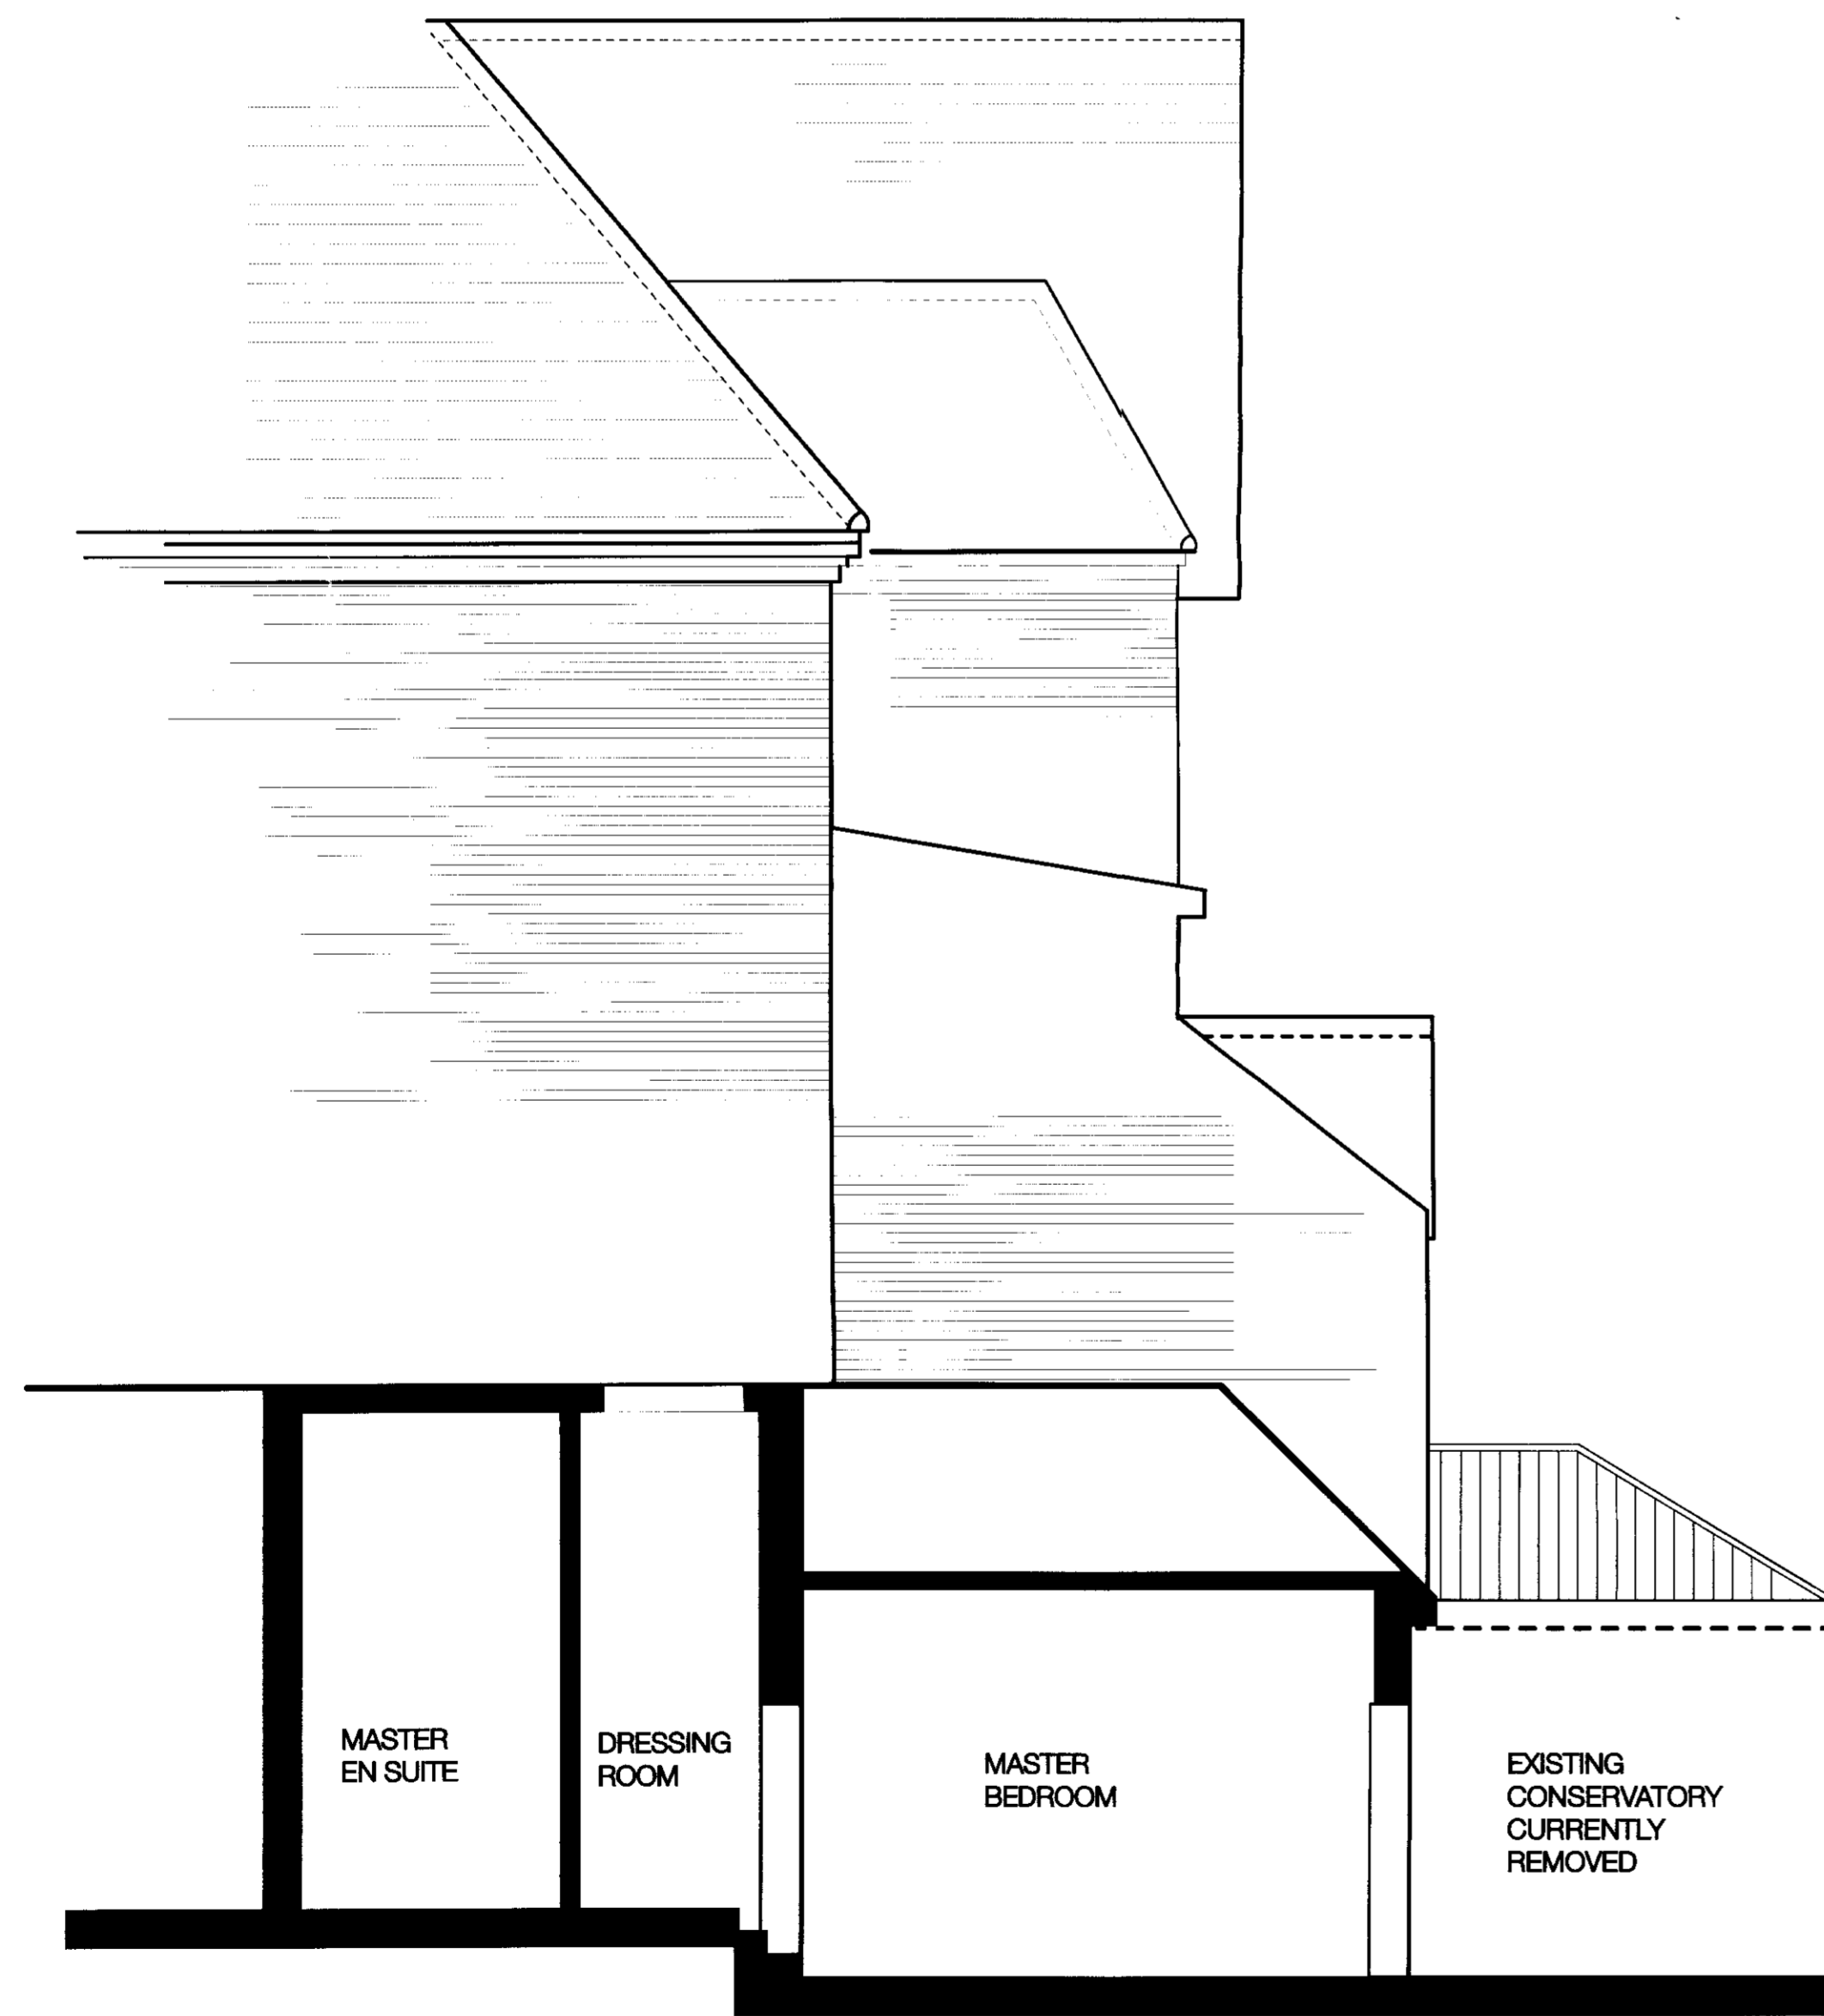 MASTER
EN SUITE
DRESSING
ROOM
MASTER
BEDROOM
EXISTING
CONSERVATORY
CURRENTLY
REMOVED